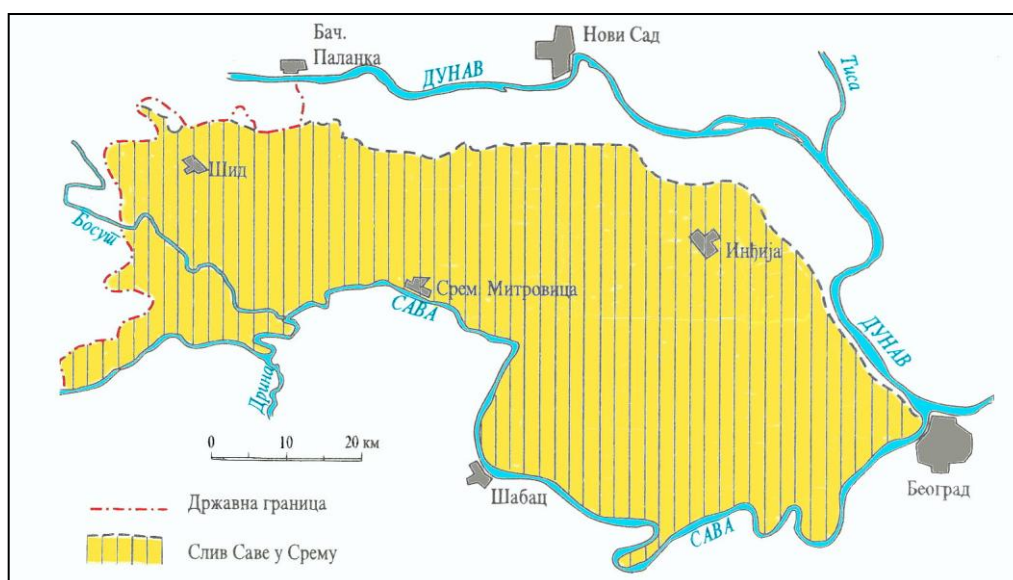 Бач.
Паланка
Нови Сад
ДУНАВ
Тиса
Шид
Босут
Инђија
Срем. Митровица
САВА
ДУНАВ
Дрина
0 10 20 км
Шабац
Београд
САВА
Државна граница
Слив Саве у Срему